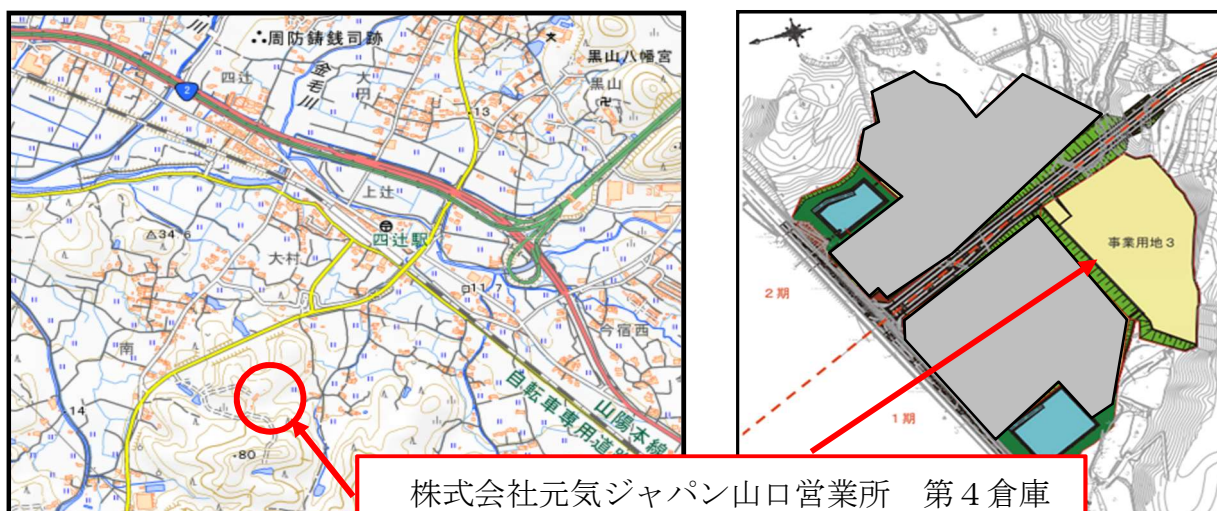 川
周防鋳銭司跡
黒山八幡宮
四辻
金毛川
大円
黒山
2
川
13
上辻
四辻駅
34.6
大村
11.7
今宿西
南
自転車専用道
山陽本線
14
80
事業用地3
2期
1期
株式会社元気ジャパン山口営業所　第4倉庫